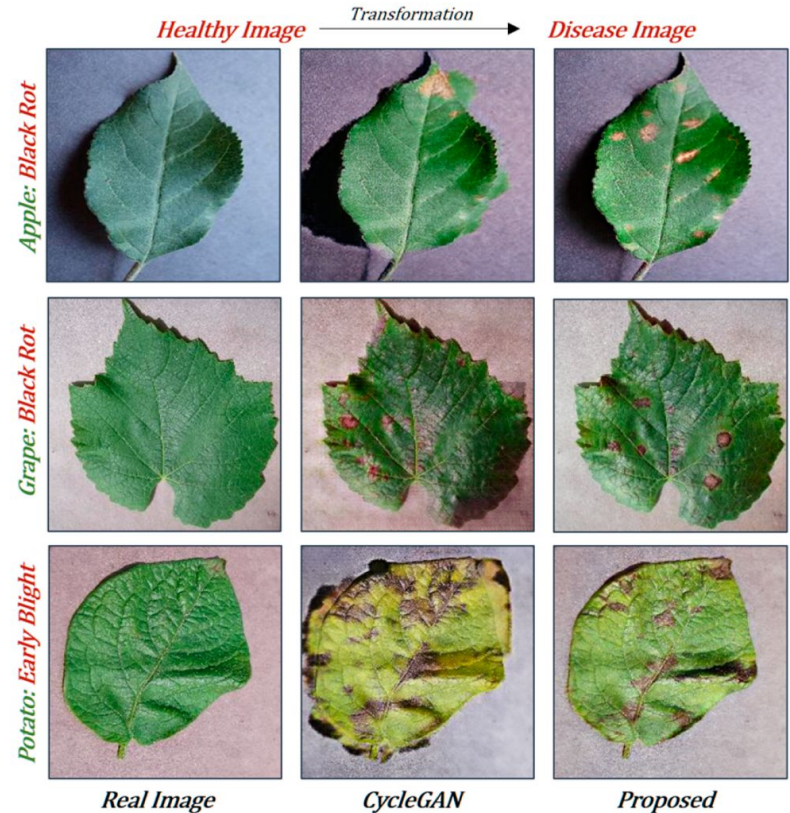 Transformation
Healthy Image
Disease Image
Apple: Black Rot
Grape: Black Rot
Potato: Early Blight
Real Image
CycleGAN
Proposed